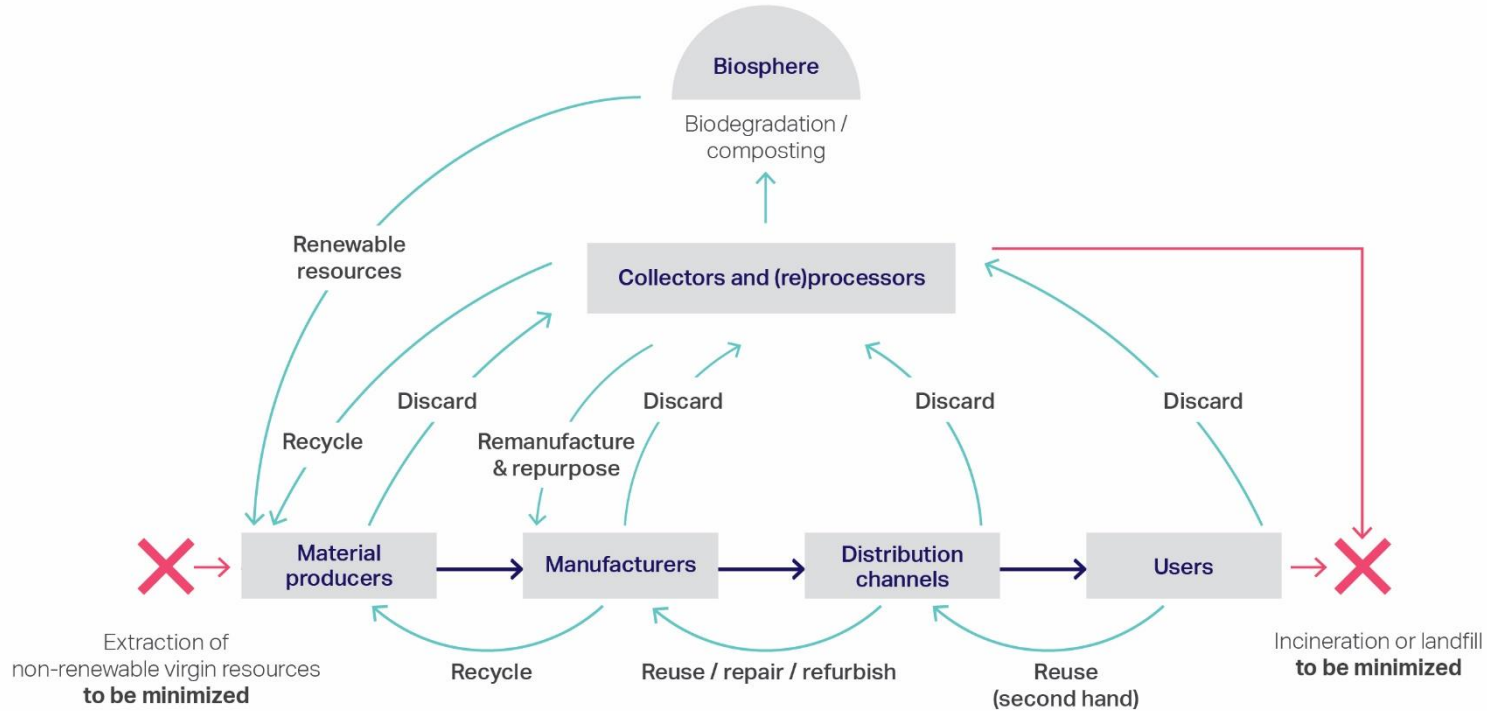 Biosphere
Biodegradation /
composting
Renewable
resources
Collectors and (re)processors
Recycle
Discard
Remanufacture
& repurpose
Discard
Discard
Discard
Material
producers
Manufacturers
Distribution
channels
Users
Extraction of
non-renewable virgin resources
to be minimized
Recycle
Reuse / repair / refurbish
Reuse
(second hand)
Incineration or landfill
to be minimized